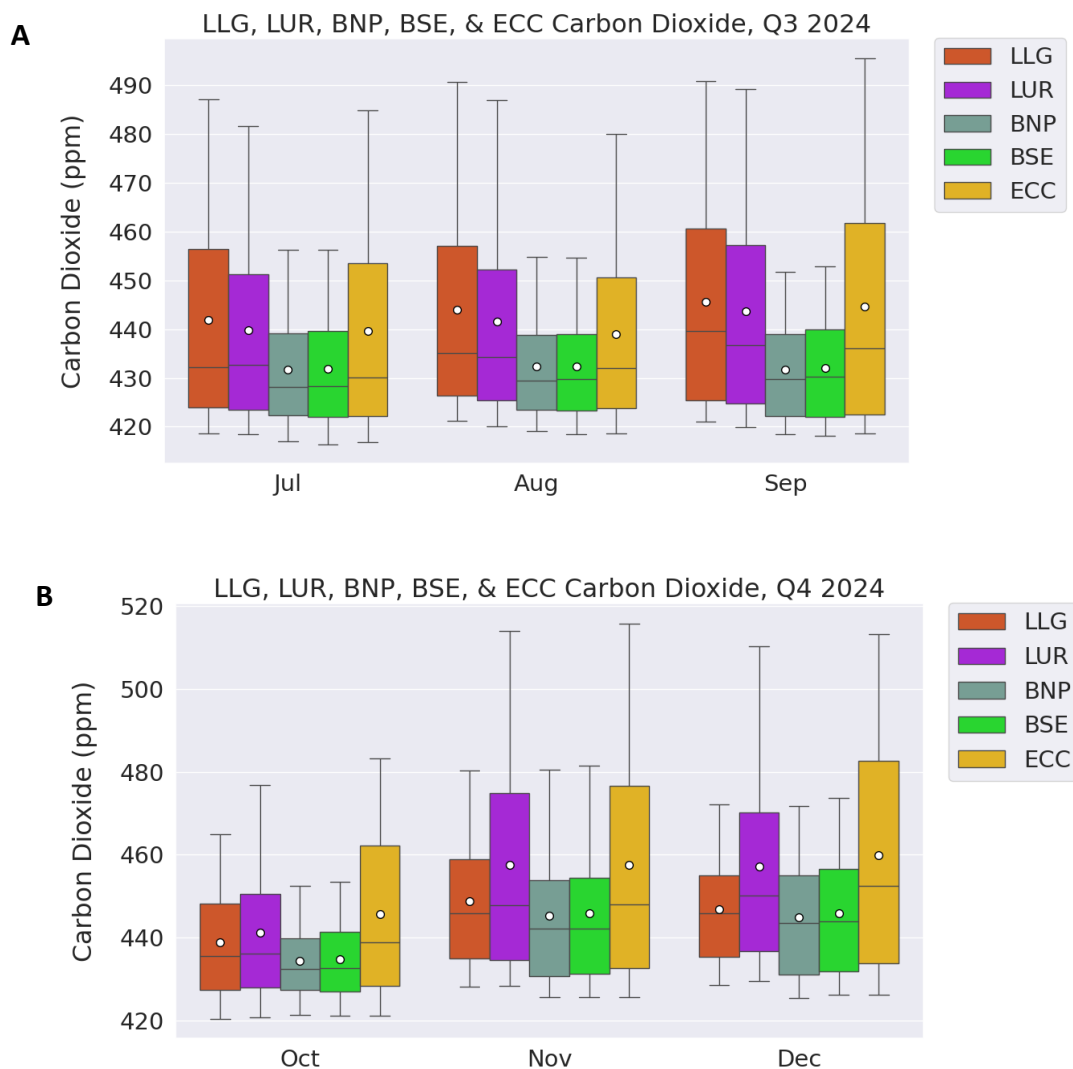 A
LLG, LUR, BNP, BSE, & ECC Carbon Dioxide, Q3 2024
Carbon Dioxide (ppm)
490
480
470
460
450
440
430
420
Jul
Aug
Sep
LLG
LUR
BNP
BSE
ECC
B
LLG, LUR, BNP, BSE, & ECC Carbon Dioxide, Q4 2024
Carbon Dioxide (ppm)
520
500
480
460
440
420
Oct
Nov
Dec
LLG
LUR
BNP
BSE
ECC